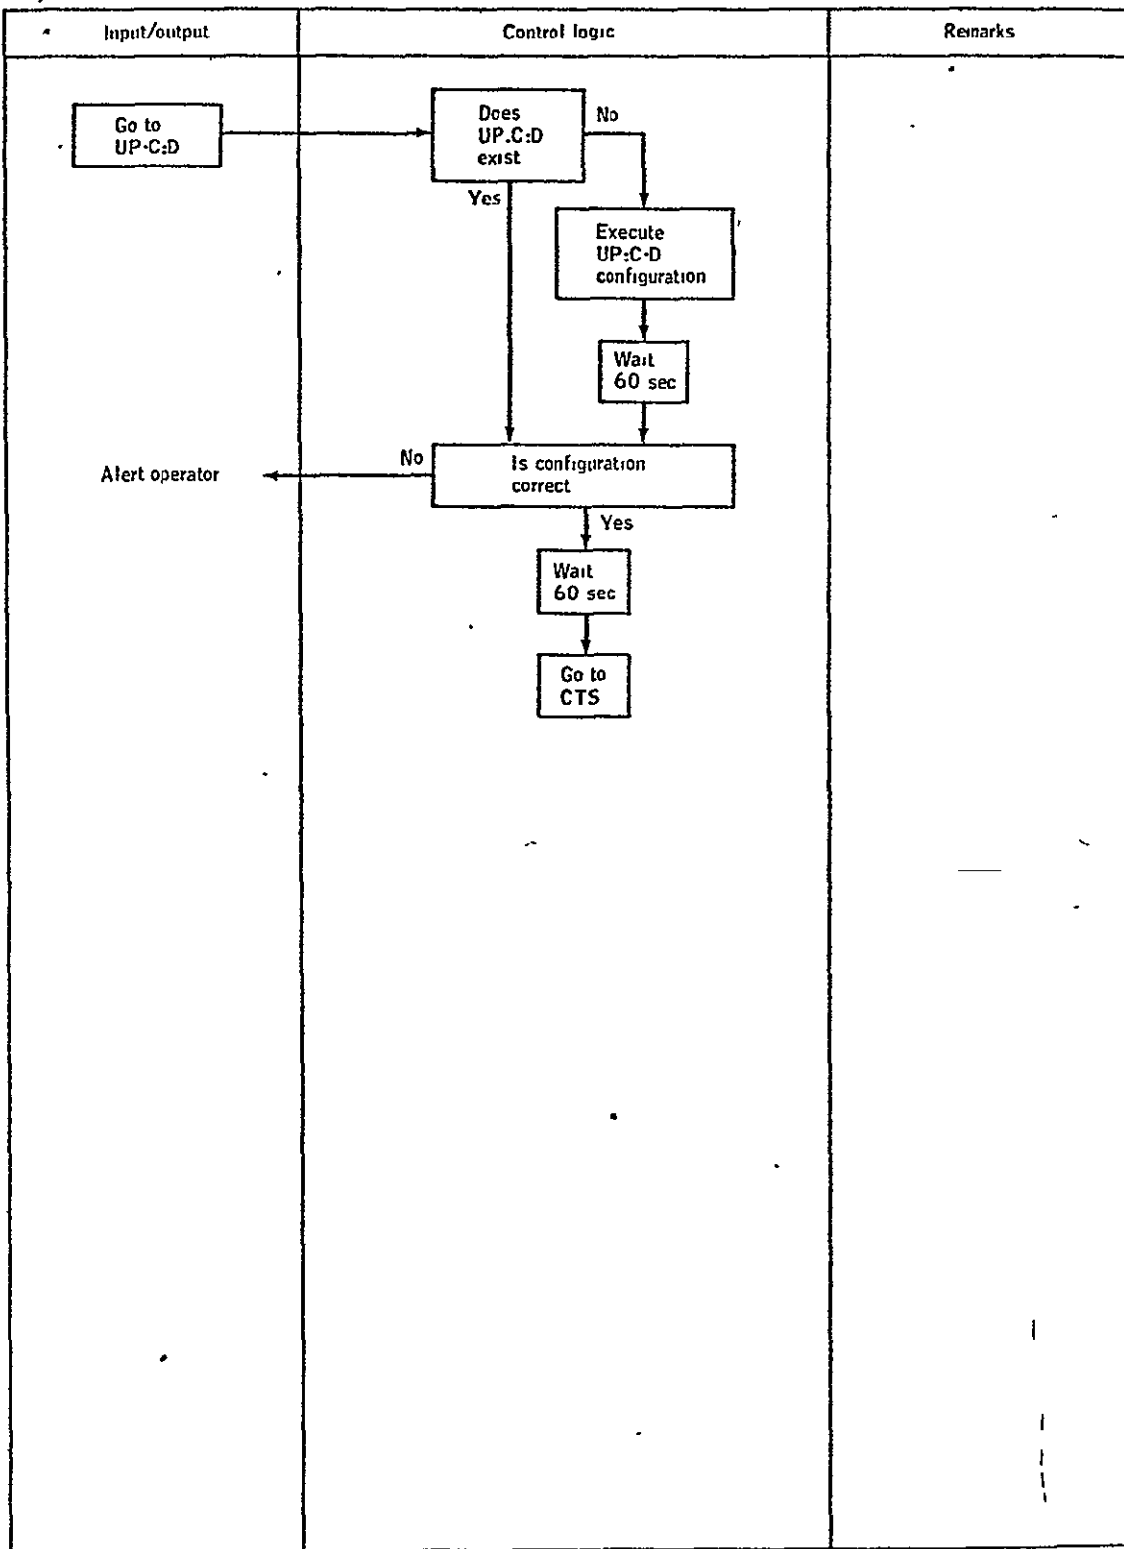 Input/output
Control logic
Remarks
Go to
UP·C:D
Does
UP.C:D
exist
No
Yes
Execute
UP:C·D
configuration
Wait
60 sec
Alert operator
No
Is configuration
correct
Yes
Wait
60 sec
Go to
CTS